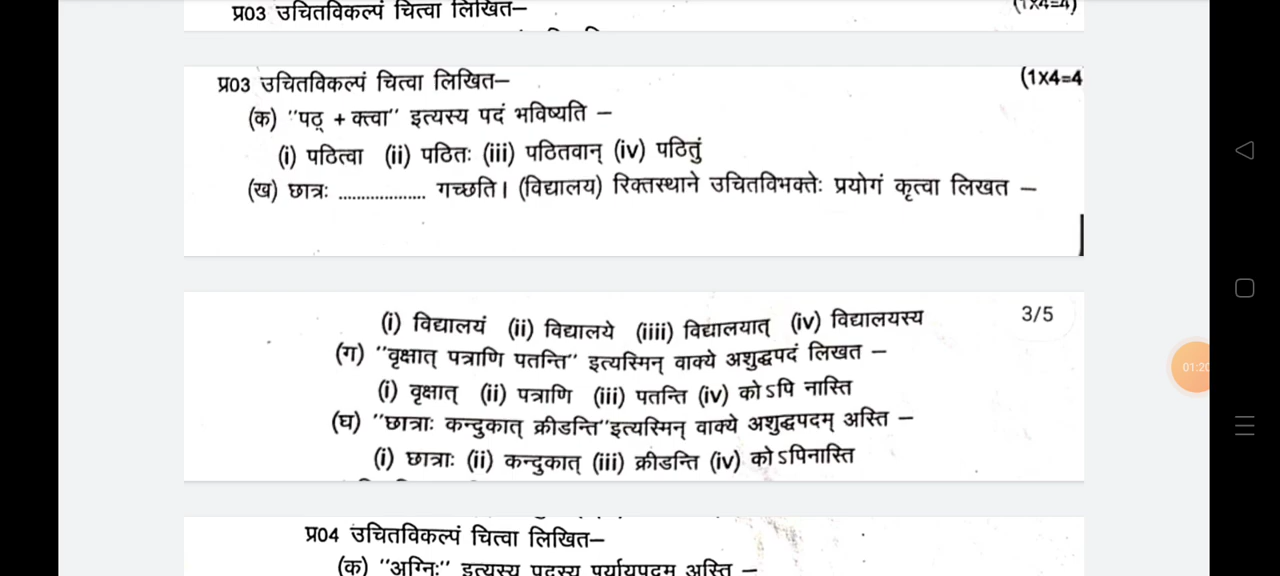 प्र03 उचितविकल्पं चित्वा लिखित– (1x4=4)
प्र03 उचितविकल्पं चित्वा लिखित– (1x4=4
(क) "पठ् + क्त्वा" इत्यस्य पदं भविष्यति –
(i) पठित्वा (ii) पठितः (iii) पठितवान् (iv) पठितुं
(ख) छात्रः ................... गच्छति। (विद्यालय) रिक्तस्थाने उचितविभक्तेः प्रयोगं कृत्वा लिखत –
3/5
(i) विद्यालयं (ii) विद्यालये (iiii) विद्यालयात् (iv) विद्यालयस्य
(ग) "वृक्षात् पत्राणि पतन्ति" इत्यस्मिन् वाक्ये अशुद्धपदं लिखत –
(i) वृक्षात् (ii) पत्राणि (iii) पतन्ति (iv) कोऽपि नास्ति
01:20
(घ) "छात्राः कन्दुकात् क्रीडन्ति"इत्यस्मिन् वाक्ये अशुद्धपदम् अस्ति –
(i) छात्राः (ii) कन्दुकात् (iii) क्रीडन्ति (iv) कोऽपिनास्ति
प्र04 उचितविकल्पं चित्वा लिखित–
(क) "अग्निः" इत्यस्य पदस्य पर्यायपदम् अस्ति –